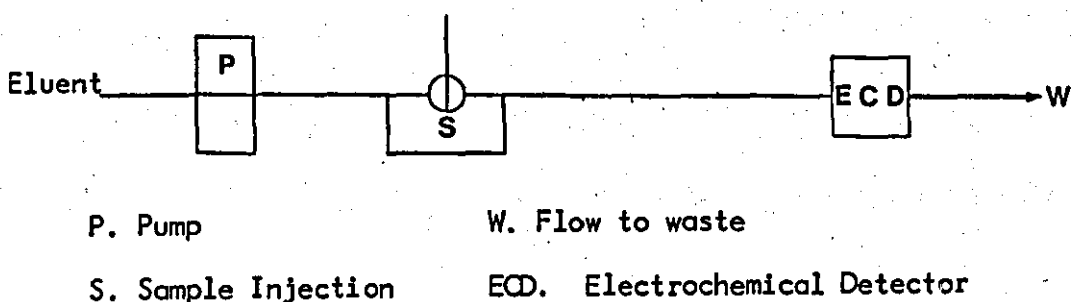 Eluent P S ECD W
P. Pump W. Flow to waste
S. Sample Injection ECD. Electrochemical Detector